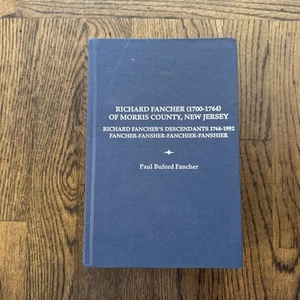 RICHARD FANCHER (1700-1764)
OF MORRIS COUNTY, NEW JERSEY
RICHARD FANCHER'S DESCENDANTS 1764-1992
FANCHER-FANSHER-FANCHIER-FANSHIER
Paul Buford Fancher